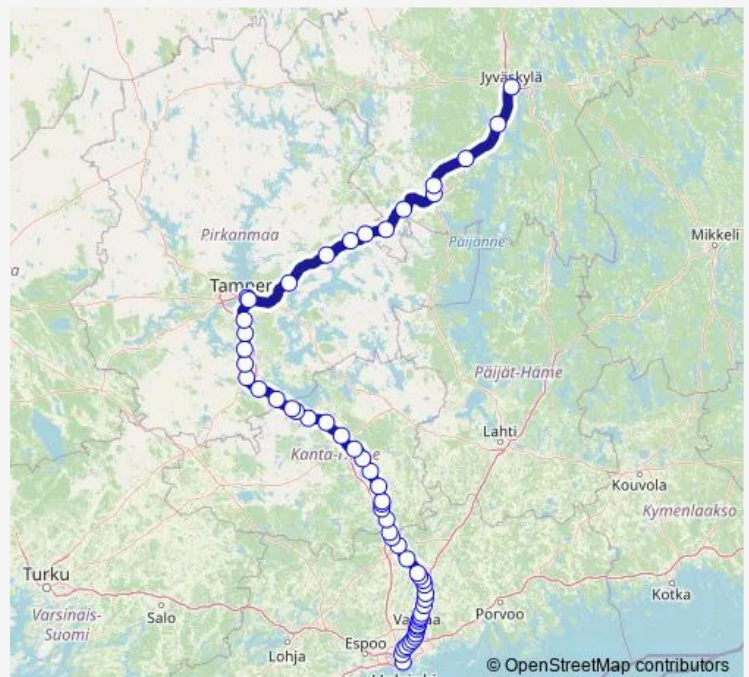 Jyväskylä
Pirkanmaa
Päijänne
Mikkeli
a
Tamper
Päijät-Häme
Lahti
Kouvola
Kymenlaakso
Turku
Kotka
Varsinais-
Suomi
Salo
Porvoo
Espoo
Lohja
© OpenStreetMap contributors